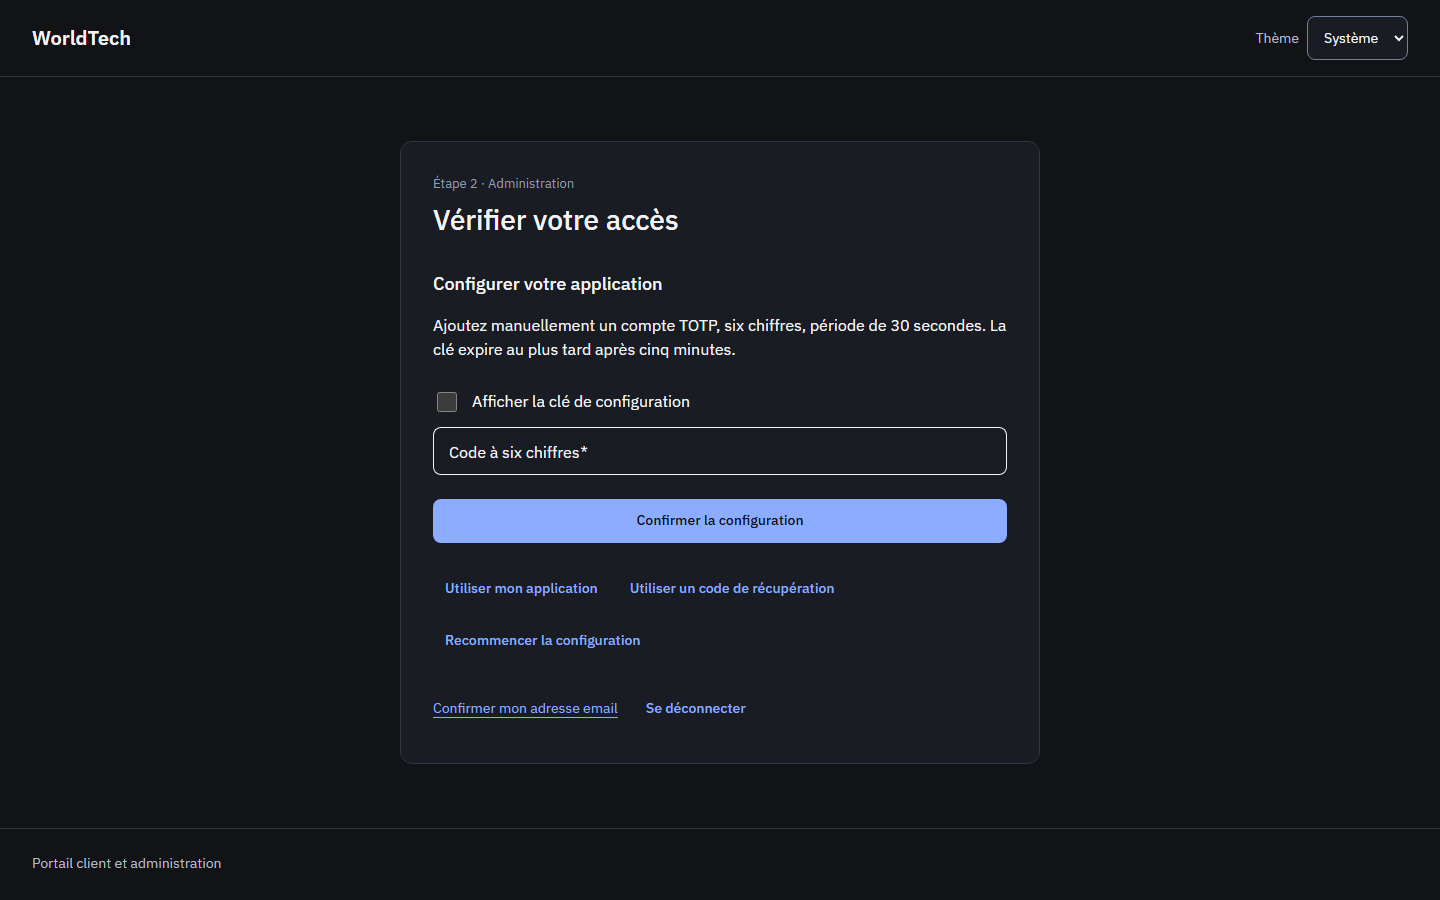 WorldTech
Thème
Système
Étape 2 · Administration
Vérifier votre accès
Configurer votre application
Ajoutez manuellement un compte TOTP, six chiffres, période de 30 secondes. La
clé expire au plus tard après cinq minutes.
Afficher la clé de configuration
Code à six chiffres*
Confirmer la configuration
Utiliser mon application
Utiliser un code de récupération
Recommencer la configuration
Confirmer mon adresse email
Se déconnecter
Portail client et administration